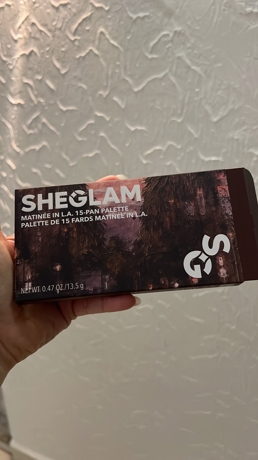 SHEGLAM
MATINÉE IN L.A. 15-PAN PALETTE
PALETTE DE 15 FARDS MATINÉE IN L.A.
GS
NET WT. 0.47 OZ./13.5 g